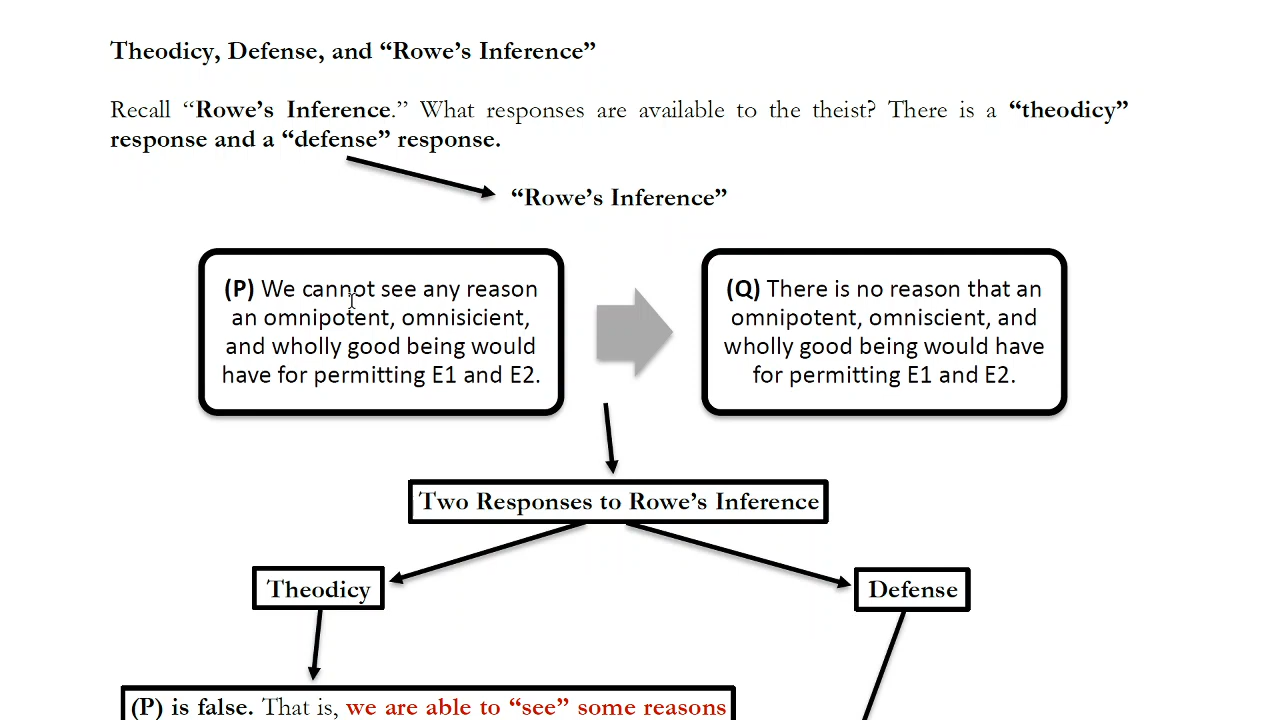 Theodicy, Defense, and “Rowe’s Inference”
Recall “Rowe’s Inference.” What responses are available to the theist? There is a “theodicy”
response and a “defense” response.
“Rowe’s Inference”
(P) We cannot see any reason
an omnipotent, omnisicient,
and wholly good being would
have for permitting E1 and E2.
(Q) There is no reason that an
omnipotent, omniscient, and
wholly good being would have
for permitting E1 and E2.
Two Responses to Rowe’s Inference
Theodicy
Defense
(P) is false. That is, we are able to “see” some reasons